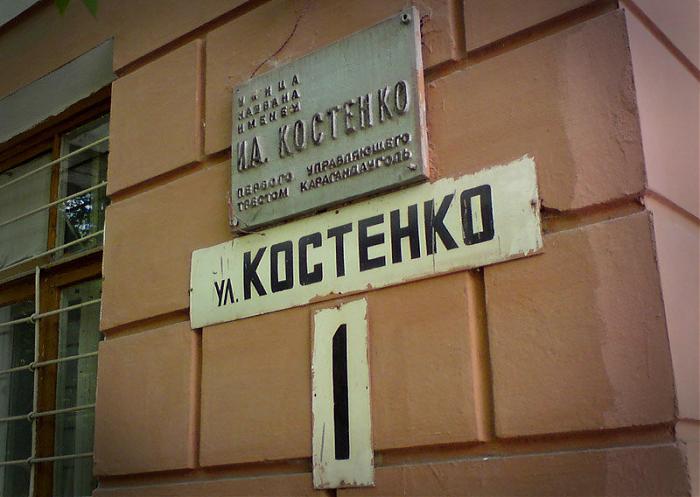 УЛИЦА
НАЗВАНА
ИМЕНЕМ
И.А. КОСТЕНКО
ПЕРВОГО УПРАВЛЯЮЩЕГО
ТРЕСТОМ КАРАГАНДАУГОЛЬ
УЛ. КОСТЕНКО
1